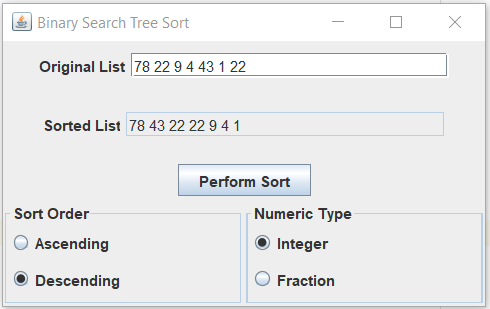 Binary Search Tree Sort
Original List 78 22 9 4 43 1 22
Sorted List 78 43 22 22 9 4 1
Perform Sort
Sort Order
Ascending
Descending
Numeric Type
Integer
Fraction